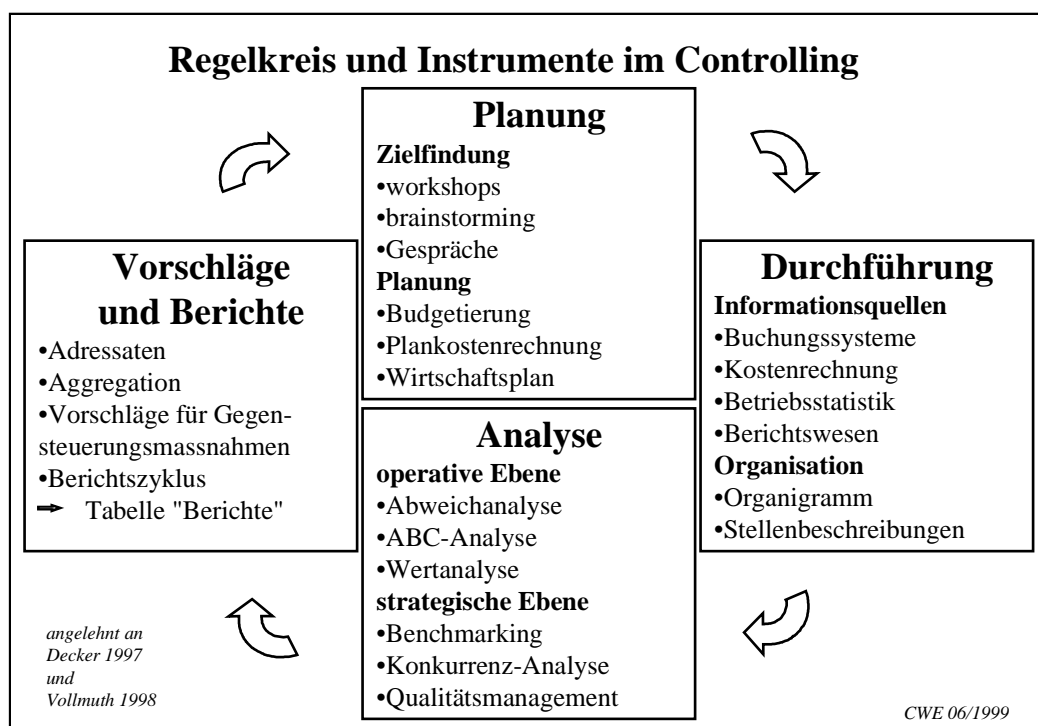 Regelkreis und Instrumente im Controlling
Planung
Zielfindung
•workshops
•brainstorming
•Gespräche
Planung
•Budgetierung
•Plankostenrechnung
•Wirtschaftsplan
Durchführung
Informationsquellen
•Buchungssysteme
•Kostenrechnung
•Betriebsstatistik
•Berichtswesen
Organisation
•Organigramm
•Stellenbeschreibungen
Analyse
operative Ebene
•Abweichanalyse
•ABC-Analyse
•Wertanalyse
strategische Ebene
•Benchmarking
•Konkurrenz-Analyse
•Qualitätsmanagement
Vorschläge
und Berichte
•Adressaten
•Aggregation
•Vorschläge für Gegen-
steuerungsmassnahmen
•Berichtszyklus
Tabelle "Berichte"
angelehnt an
Decker 1997
und
Vollmuth 1998
CWE 06/1999